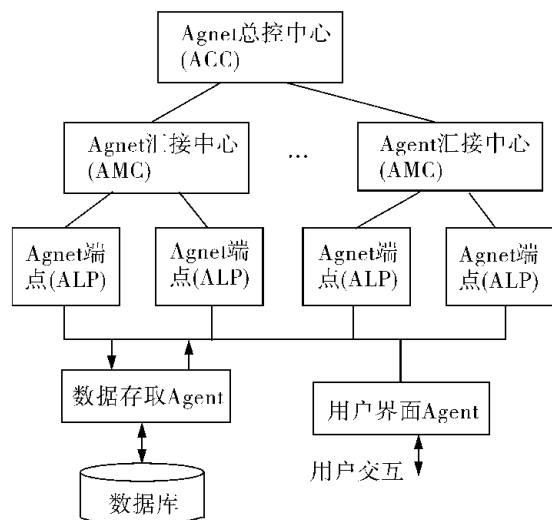 Agnet总控中心
(ACC)
Agnet汇接中心
(AMC)
...
Agent汇接中心
(AMC)
Agnet端
点(ALP)
Agnet端
点(ALP)
Agnet端
点(ALP)
Agnet端
点(ALP)
数据存取Agent
用户界面Agent
用户交互
数据库